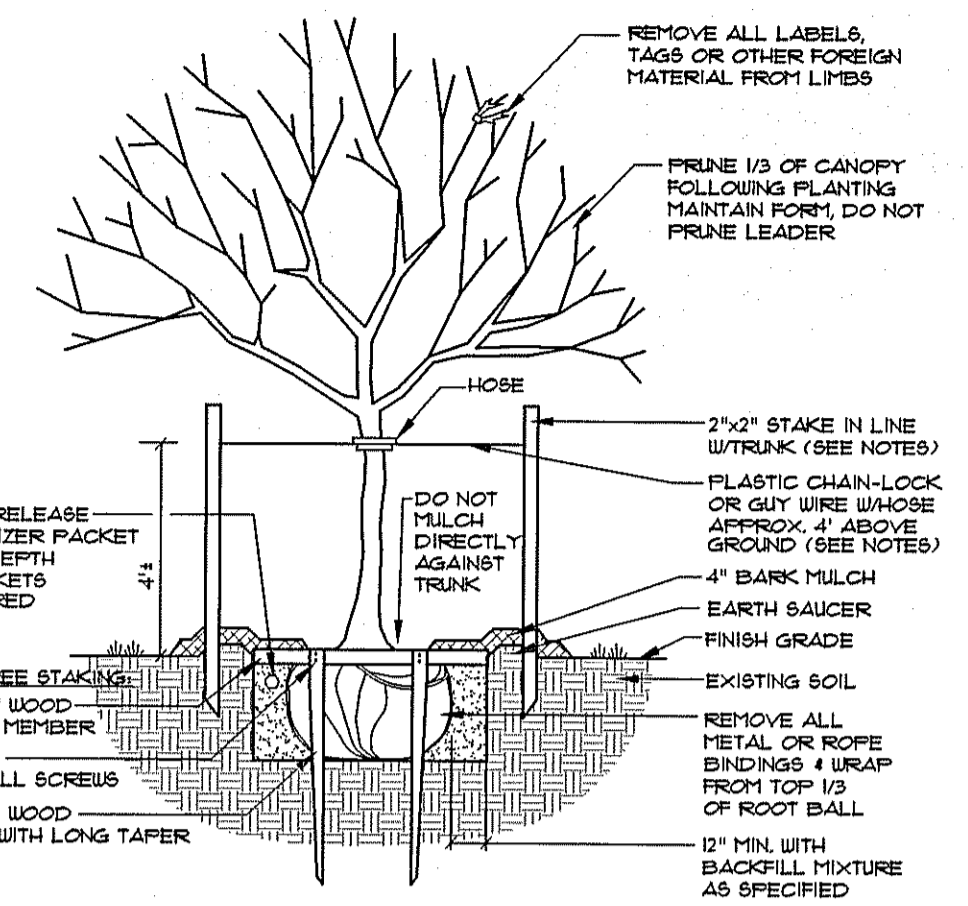 REMOVE ALL LABELS,
TAGS OR OTHER FOREIGN
MATERIAL FROM LIMBS
PRUNE 1/3 OF CANOPY
FOLLOWING PLANTING
MAINTAIN FORM, DO NOT
PRUNE LEADER
HOSE
2"x2" STAKE IN LINE
W/TRUNK (SEE NOTES)
PLASTIC CHAIN-LOCK
OR GUY WIRE W/HOSE
APPROX. 4' ABOVE
GROUND (SEE NOTES)
4" BARK MULCH
EARTH SAUCER
FINISH GRADE
EXISTING SOIL
REMOVE ALL
METAL OR ROPE
BINDINGS & WRAP
FROM TOP 1/3
OF ROOT BALL
12" MIN. WITH
BACKFILL MIXTURE
AS SPECIFIED
DO NOT
MULCH
DIRECTLY
AGAINST
TRUNK
4'±
RELEASE
IZER PACKET
EPTH
KETS
RED
EE STAKING:
WOOD
MEMBER
LL SCREWS
WOOD
WITH LONG TAPER